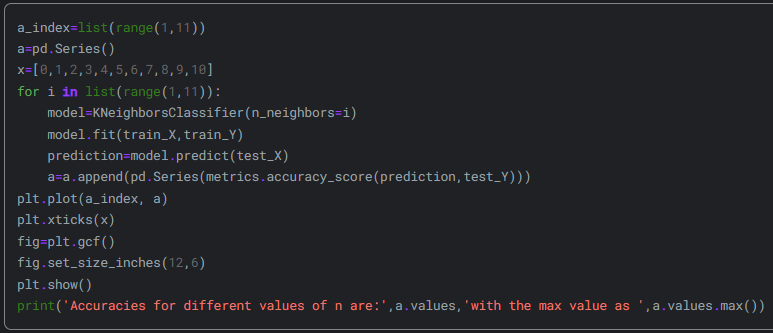 a_index=list(range(1,11))
a=pd.Series()
x=[0,1,2,3,4,5,6,7,8,9,10]
for i in list(range(1,11)):
    model=KNeighborsClassifier(n_neighbors=i)
    model.fit(train_X,train_Y)
    prediction=model.predict(test_X)
    a=a.append(pd.Series(metrics.accuracy_score(prediction,test_Y)))
plt.plot(a_index, a)
plt.xticks(x)
fig=plt.gcf()
fig.set_size_inches(12,6)
plt.show()
print('Accuracies for different values of n are:',a.values,'with the max value as ',a.values.max())